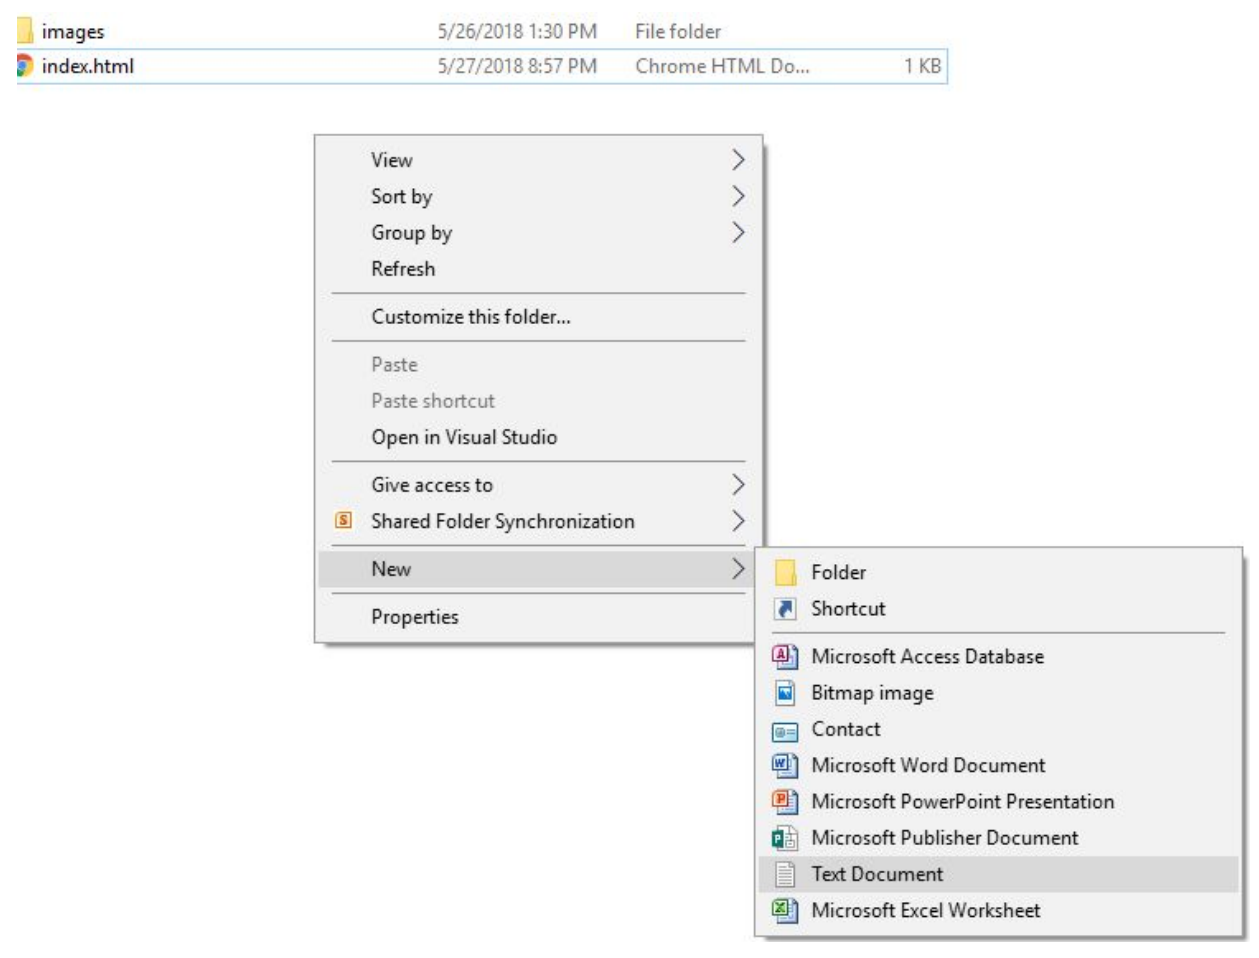 images 5/26/2018 1:30 PM File folder
index.html 5/27/2018 8:57 PM Chrome HTML Do... 1 KB
View
Sort by
Group by
Refresh
Customize this folder...
Paste
Paste shortcut
Open in Visual Studio
Give access to
S Shared Folder Synchronization
New
Properties
Folder
Shortcut
Microsoft Access Database
Bitmap image
Contact
Microsoft Word Document
Microsoft PowerPoint Presentation
Microsoft Publisher Document
Text Document
Microsoft Excel Worksheet